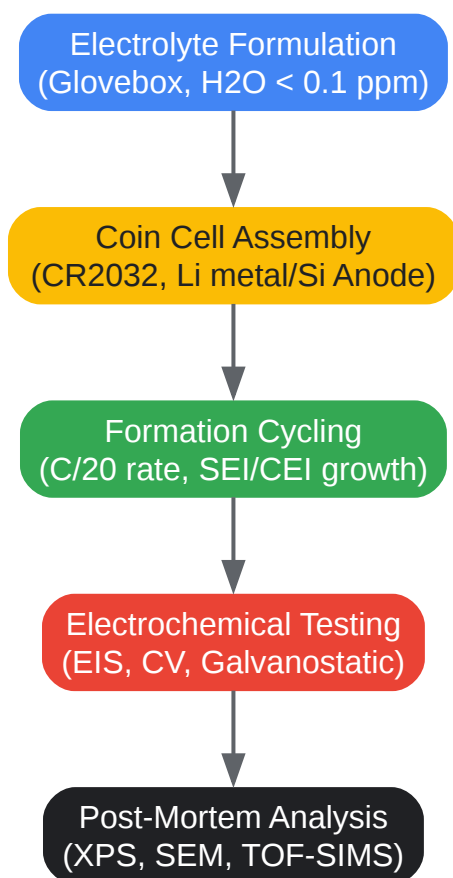 Electrolyte Formulation
(Glovebox, H2O < 0.1 ppm)
Coin Cell Assembly
(CR2032, Li metal/Si Anode)
Formation Cycling
(C/20 rate, SEI/CEI growth)
Electrochemical Testing
(EIS, CV, Galvanostatic)
Post-Mortem Analysis
(XPS, SEM, TOF-SIMS)